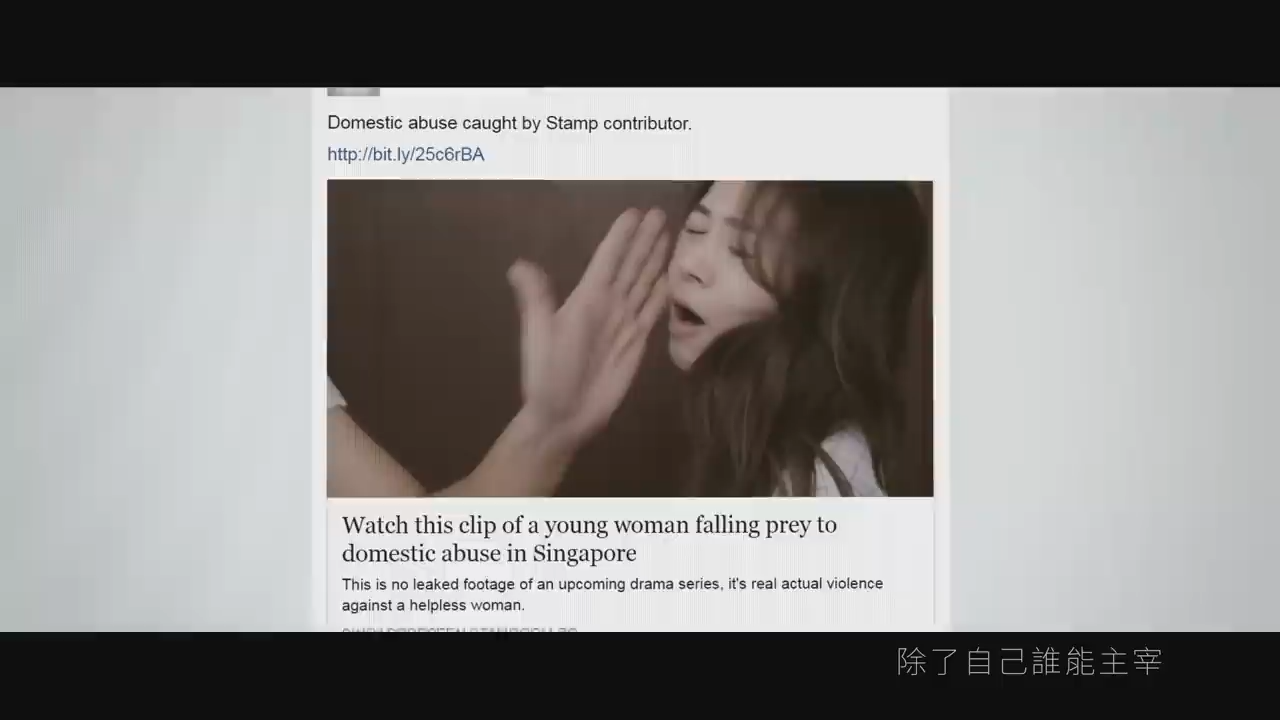 Domestic abuse caught by Stamp contributor.
http://bit.ly/25c6rBA
Watch this clip of a young woman falling prey to
domestic abuse in Singapore
This is no leaked footage of an upcoming drama series, it's real actual violence
against a helpless woman.
除了自己誰能主宰